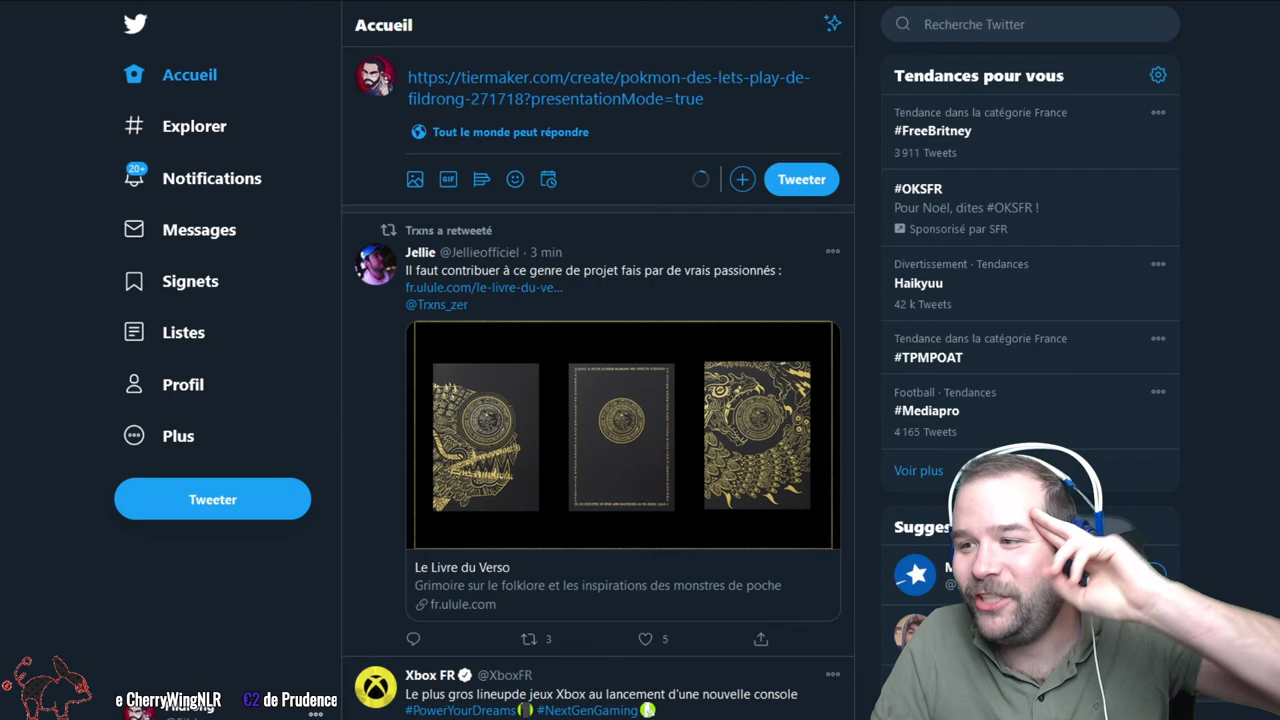 Accueil
Explorer
20+
Notifications
Messages
Signets
Listes
Profil
Plus
Tweeter
Accueil
https://tiermaker.com/create/pokmon-des-lets-play-de-
fildrong-271718?presentationMode=true
Tout le monde peut répondre
GIF
Tweeter
Trxns a retweeté
Jellie @Jellieofficiel · 3 min
Il faut contribuer à ce genre de projet fais par de vrais passionnés :
fr.ulule.com/le-livre-du-ve...
@Trxns_zer
Le Livre du Verso
Grimoire sur le folklore et les inspirations des monstres de poche
fr.ulule.com
3
5
Xbox FR @XboxFR
Le plus gros lineupde jeux Xbox au lancement d'une nouvelle console
#PowerYourDreams #NextGenGaming
Recherche Twitter
Tendances pour vous
Tendance dans la catégorie France
#FreeBritney
3 911 Tweets
#OKSFR
Pour Noël, dites #OKSFR !
Sponsorisé par SFR
Divertissement · Tendances
Haikyuu
42 k Tweets
Tendance dans la catégorie France
#TPMPOAT
Football · Tendances
#Mediapro
4 165 Tweets
Voir plus
Sugges
e CherryWingNLR €2 de Prudence